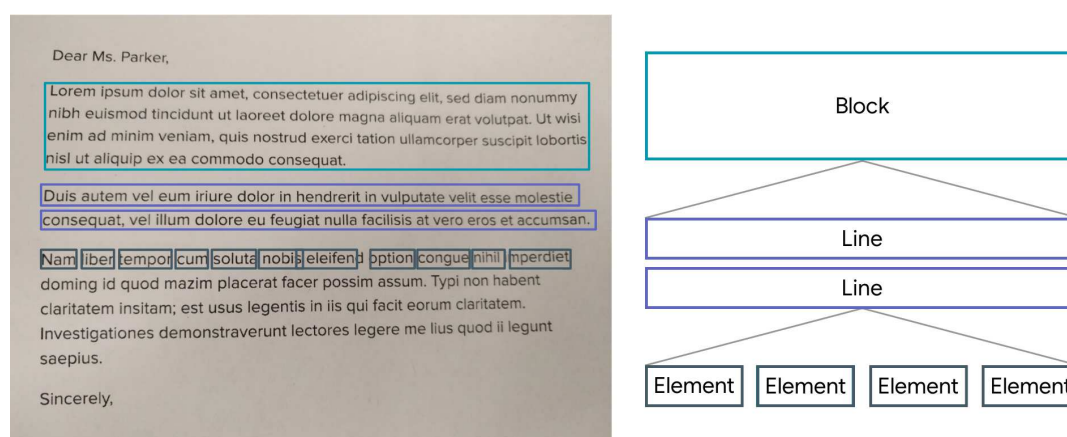 Dear Ms. Parker,
Lorem ipsum dolor sit amet, consectetuer adipiscing elit, sed diam nonummy
nibh euismod tincidunt ut laoreet dolore magna aliquam erat volutpat. Ut wisi
enim ad minim veniam, quis nostrud exerci tation ullamcorper suscipit lobortis
nisl ut aliquip ex ea commodo consequat.
Duis autem vel eum iriure dolor in hendrerit in vulputate velit esse molestie
consequat, vel illum dolore eu feugiat nulla facilisis at vero eros et accumsan.
Nam liber tempor cum soluta nobis eleifend option congue nihil imperdiet
doming id quod mazim placerat facer possim assum. Typi non habent
claritatem insitam; est usus legentis in iis qui facit eorum claritatem.
Investigationes demonstraverunt lectores legere me lius quod ii legunt
saepius.
Sincerely,
Block
Line
Line
Element Element Element Element